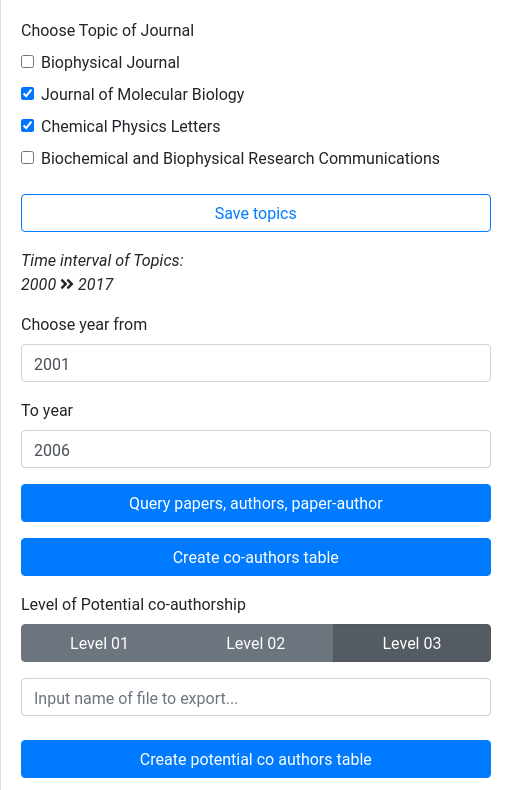 Choose Topic of Journal
Biophysical Journal
Journal of Molecular Biology
Chemical Physics Letters
Biochemical and Biophysical Research Communications
Save topics
Time interval of Topics:
2000 » 2017
Choose year from
2001
To year
2006
Query papers, authors, paper-author
Create co-authors table
Level of Potential co-authorship
Level 01 Level 02 Level 03
Input name of file to export...
Create potential co authors table